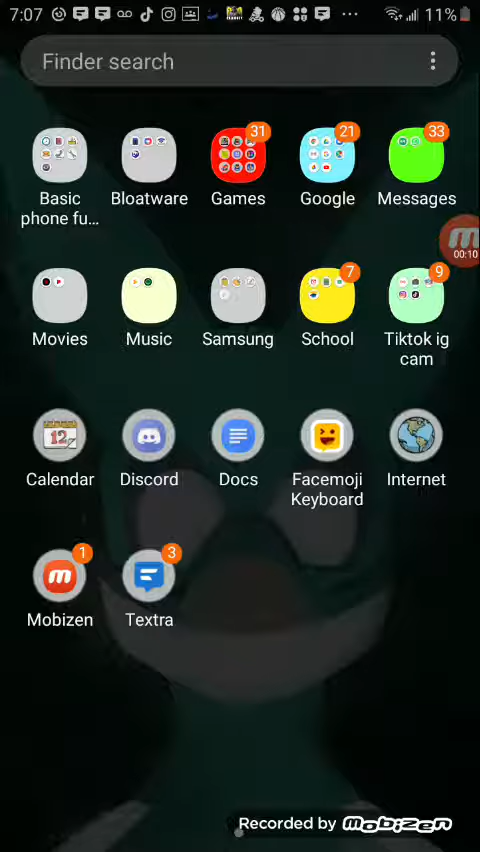 7:07 11%
Finder search
31 21 33
Basic phone fu... Bloatware Games Google Messages
00:10
7 9
Movies Music Samsung School Tiktok ig cam
12
Calendar Discord Docs Facemoji Keyboard Internet
1 3
Mobizen Textra
Recorded by mobizen